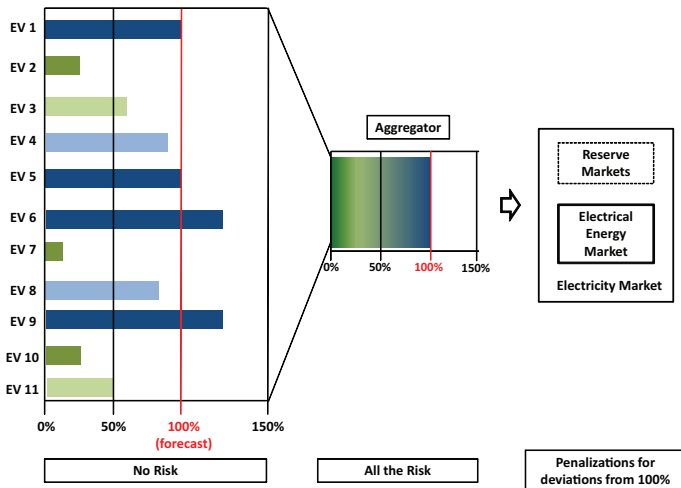 EV 1
EV 2
EV 3
EV 4
EV 5
EV 6
EV 7
EV 8
EV 9
EV 10
EV 11
0%
50%
100%
(forecast)
150%
No Risk
Aggregator
0%
50%
100%
150%
All the Risk
Reserve
Markets
Electrical
Energy
Market
Electricity Market
Penalizations for
deviations from 100%